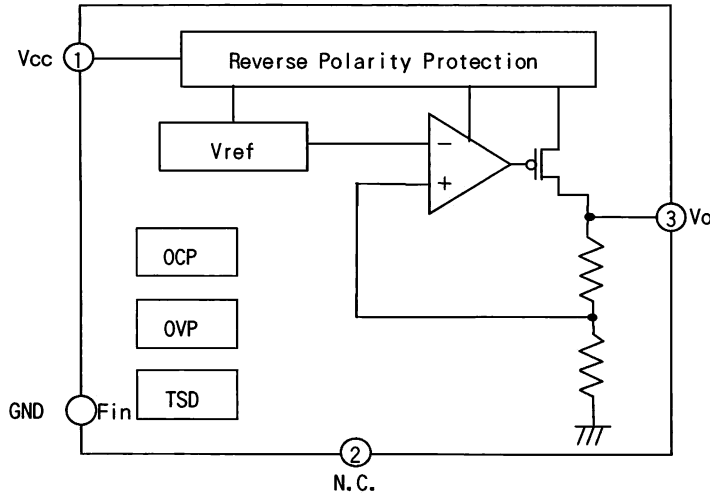 Vcc
1
Reverse Polarity Protection
Vref
−
+
3
Vo
OCP
OVP
TSD
GND
Fin
2
N.C.